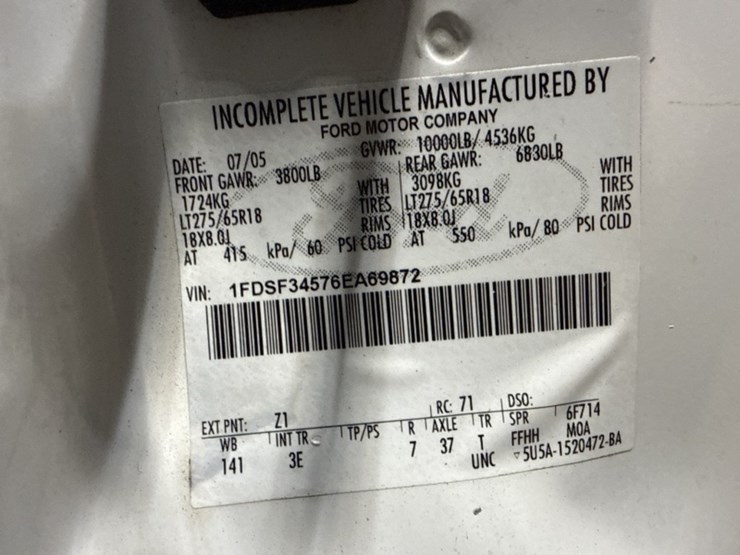 INCOMPLETE VEHICLE MANUFACTURED BY
FORD MOTOR COMPANY
DATE: 07/05 GVWR: 10000LB/ 4536KG
FRONT GAWR: 3800LB REAR GAWR: 6830LB
1724KG WITH 3098KG WITH
LT275/65R18 TIRES LT275/65R18 TIRES
18X8.0J RIMS 18X8.0J RIMS
AT 415 kPa/ 60 PSI COLD AT 550 kPa/ 80 PSI COLD
VIN: 1FDSF34576EA69872
EXT PNT: Z1 RC: 71 DSO:
WB INT TR TP/PS R AXLE TR SPR 6F714
141 3E 7 37 T FFHH MOA
UNC 5U5A-1520472-BA